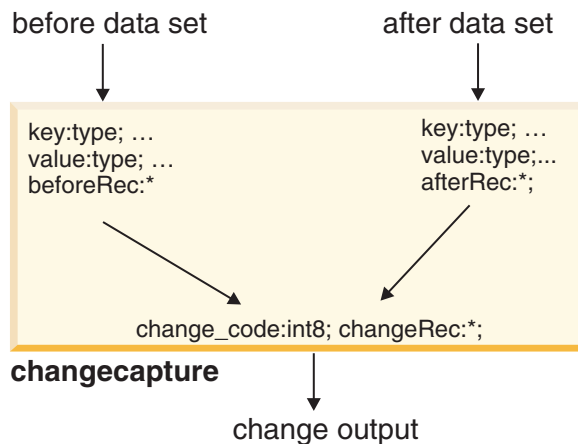 before data set
after data set
key:type; …
value:type; …
beforeRec:*
key:type; …
value:type;...
afterRec:*;
change_code:int8; changeRec:*;
changecapture
change output